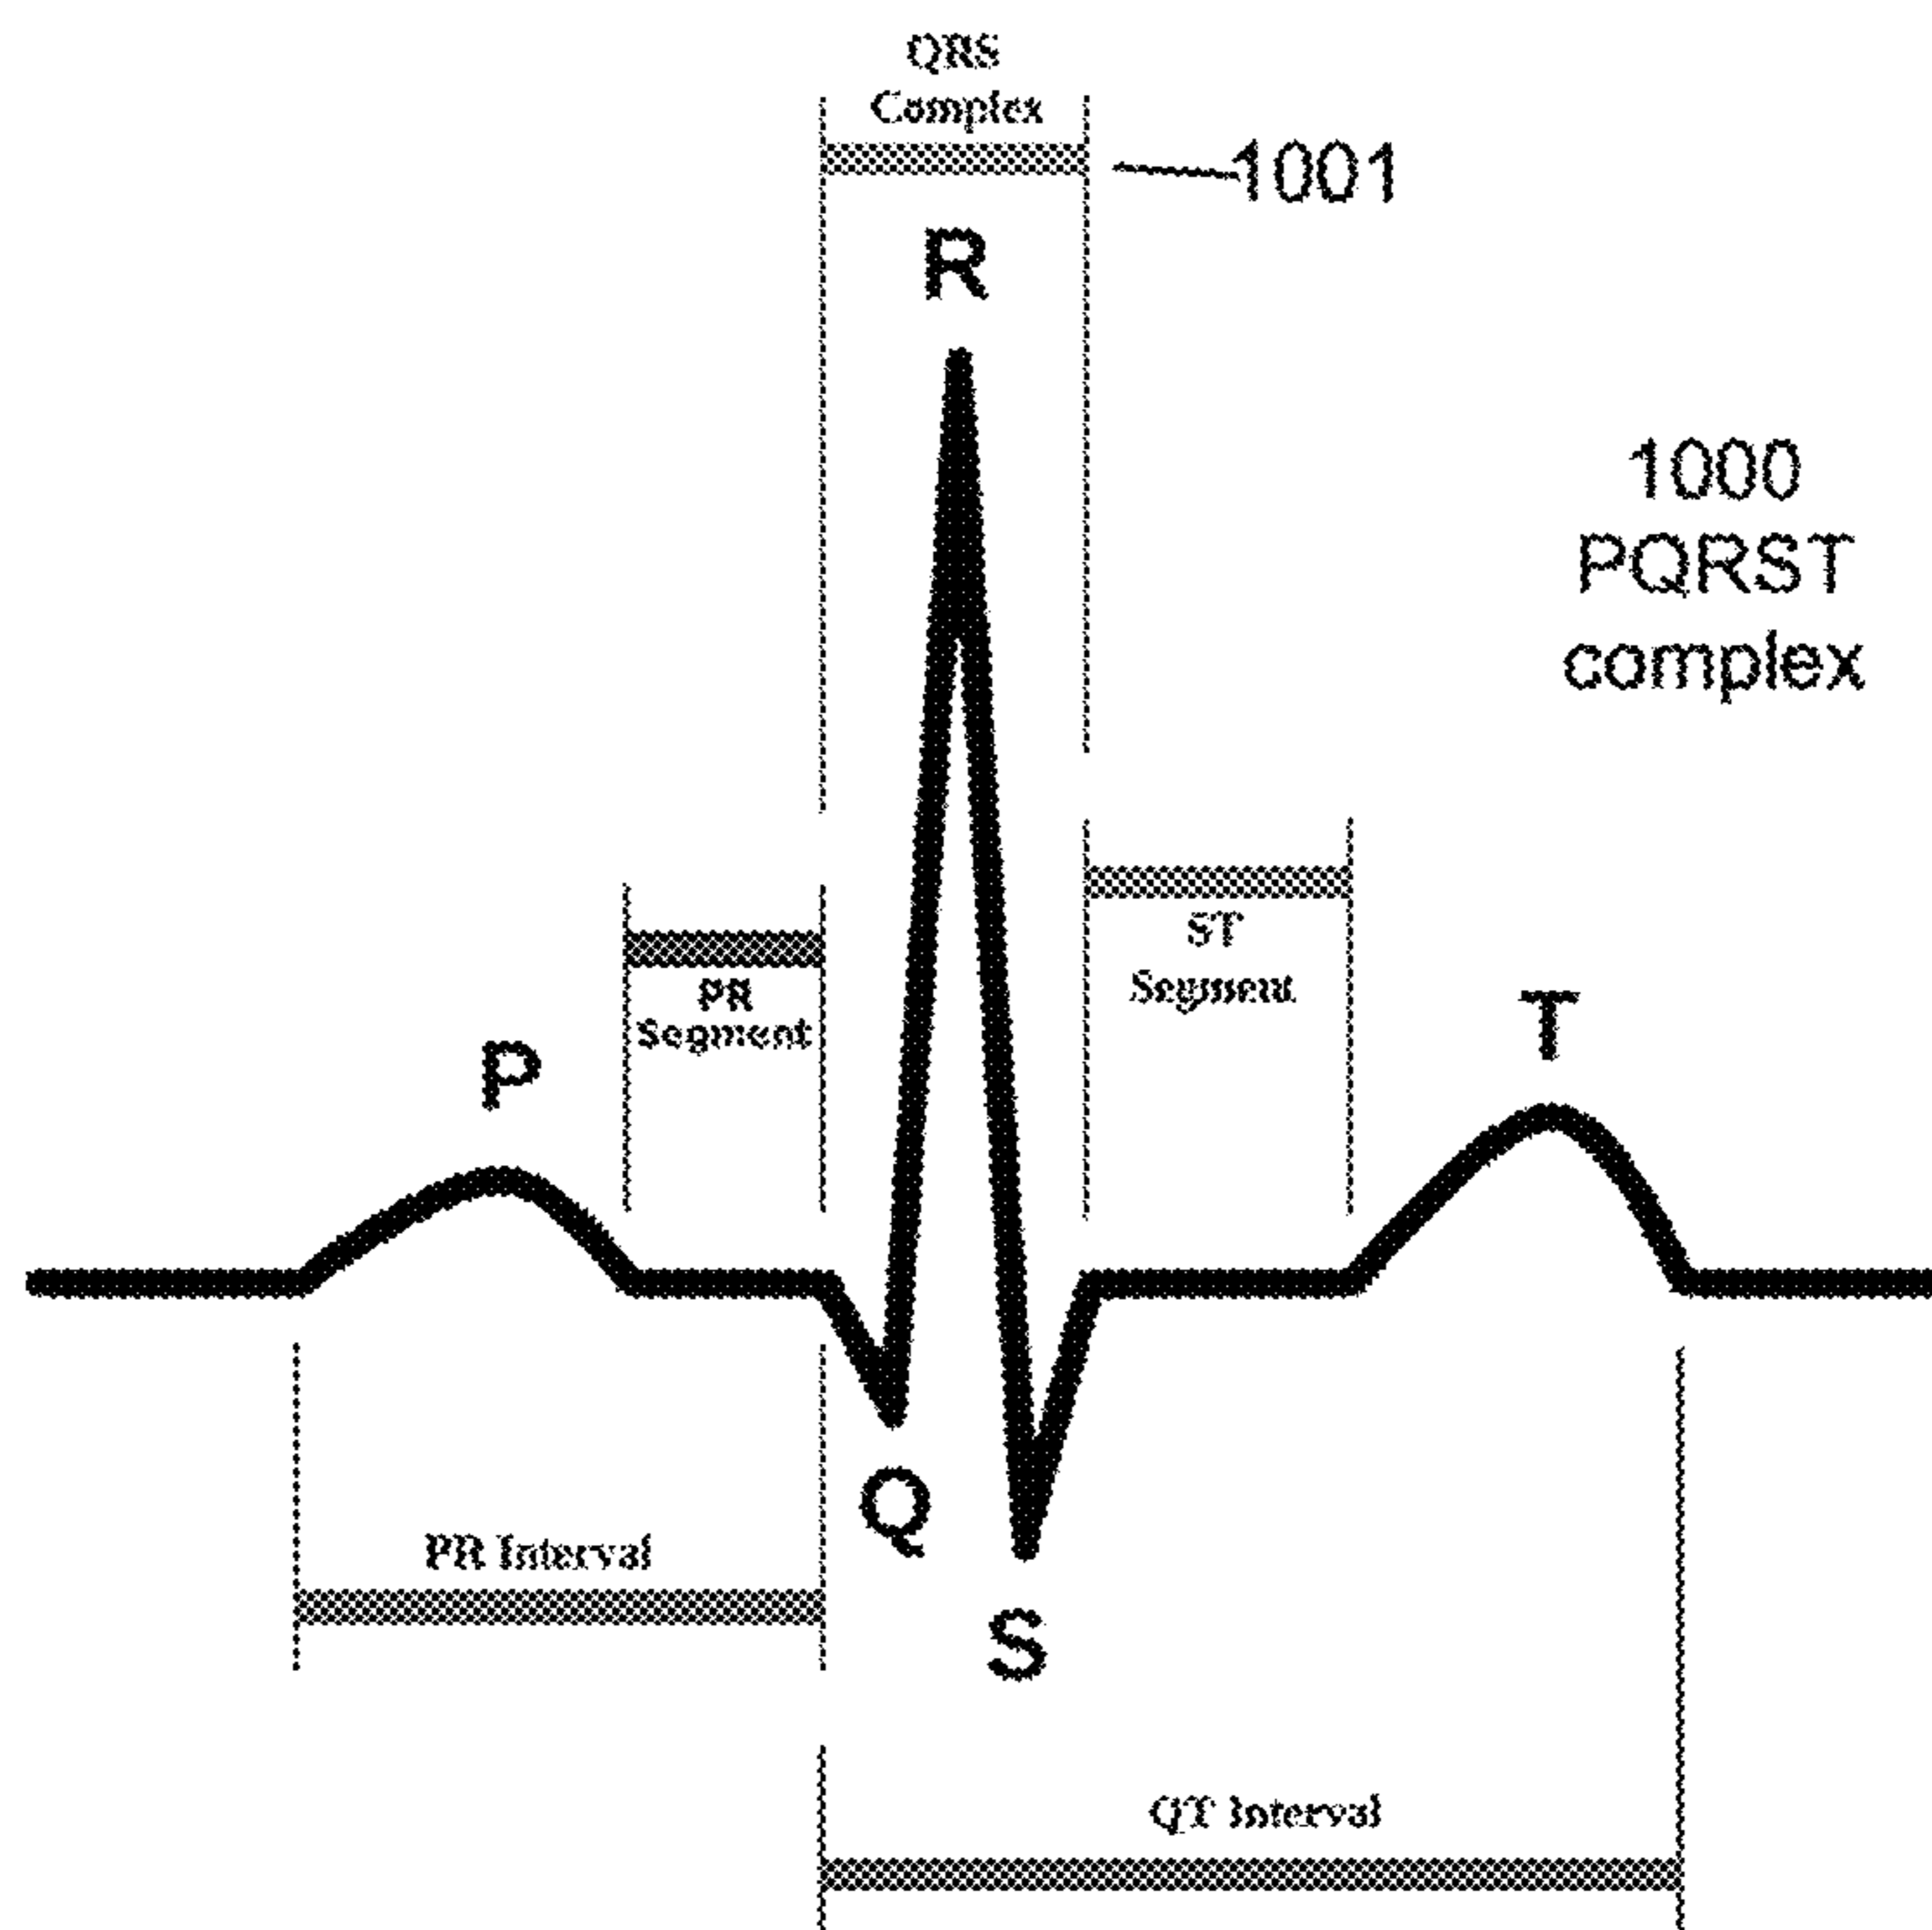 QRS
Complex
1001
R
1000
PQRST
complex
ST
Segment
PR
Segment
P
T
Q
PR Interval
S
QT Interval